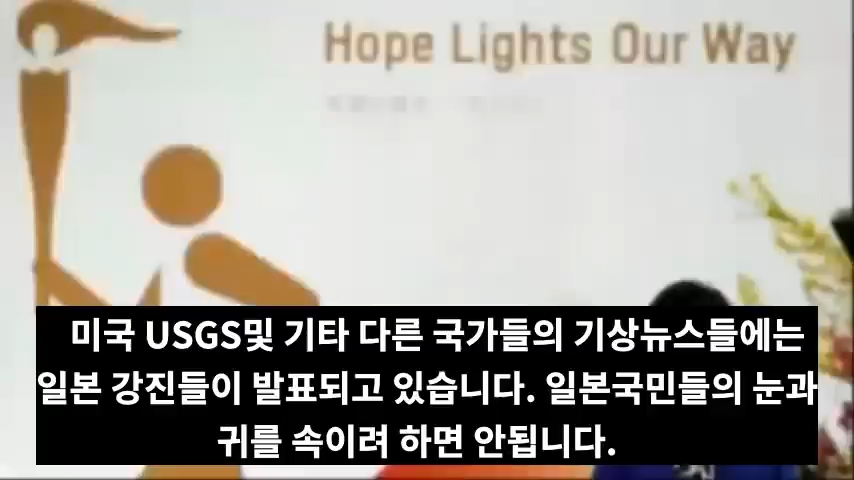 Hope Lights Our Way
미국 USGS및 기타 다른 국가들의 기상뉴스들에는
일본 강진들이 발표되고 있습니다. 일본국민들의 눈과
귀를 속이려 하면 안됩니다.